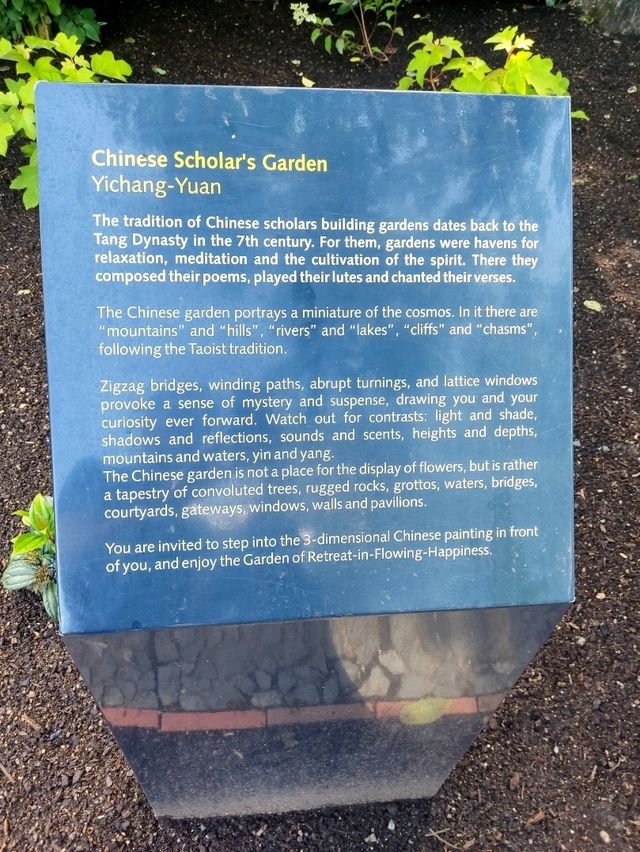 Chinese Scholar's Garden
Yichang-Yuan
The tradition of Chinese scholars building gardens dates back to the
Tang Dynasty in the 7th century. For them, gardens were havens for
relaxation, meditation and the cultivation of the spirit. There they
composed their poems, played their lutes and chanted their verses.
The Chinese garden portrays a miniature of the cosmos. In it there are
“mountains” and “hills”, “rivers” and “lakes”, “cliffs” and “chasms”,
following the Taoist tradition.
Zigzag bridges, winding paths, abrupt turnings, and lattice windows
provoke a sense of mystery and suspense, drawing you and your
curiosity ever forward. Watch out for contrasts: light and shade,
shadows and reflections, sounds and scents, heights and depths,
mountains and waters, yin and yang.
The Chinese garden is not a place for the display of flowers, but is rather
a tapestry of convoluted trees, rugged rocks, grottos, waters, bridges,
courtyards, gateways, windows, walls and pavilions.
You are invited to step into the 3-dimensional Chinese painting in front
of you, and enjoy the Garden of Retreat-in-Flowing-Happiness.